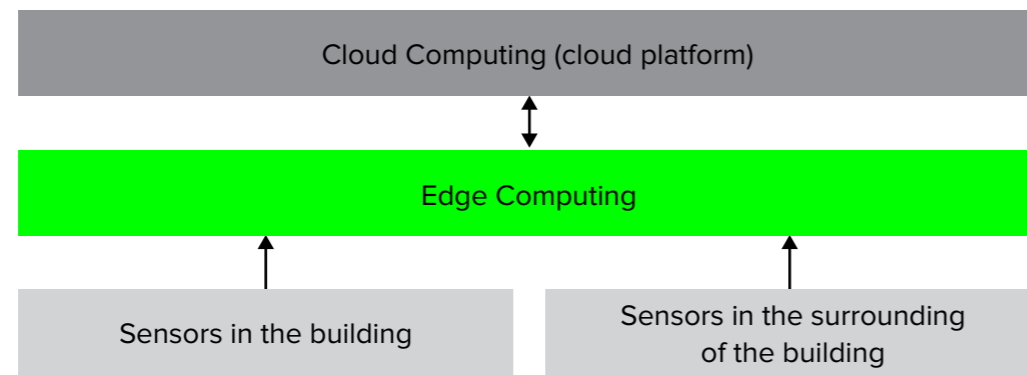 Cloud Computing (cloud platform)
Edge Computing
Sensors in the building
Sensors in the surrounding
of the building